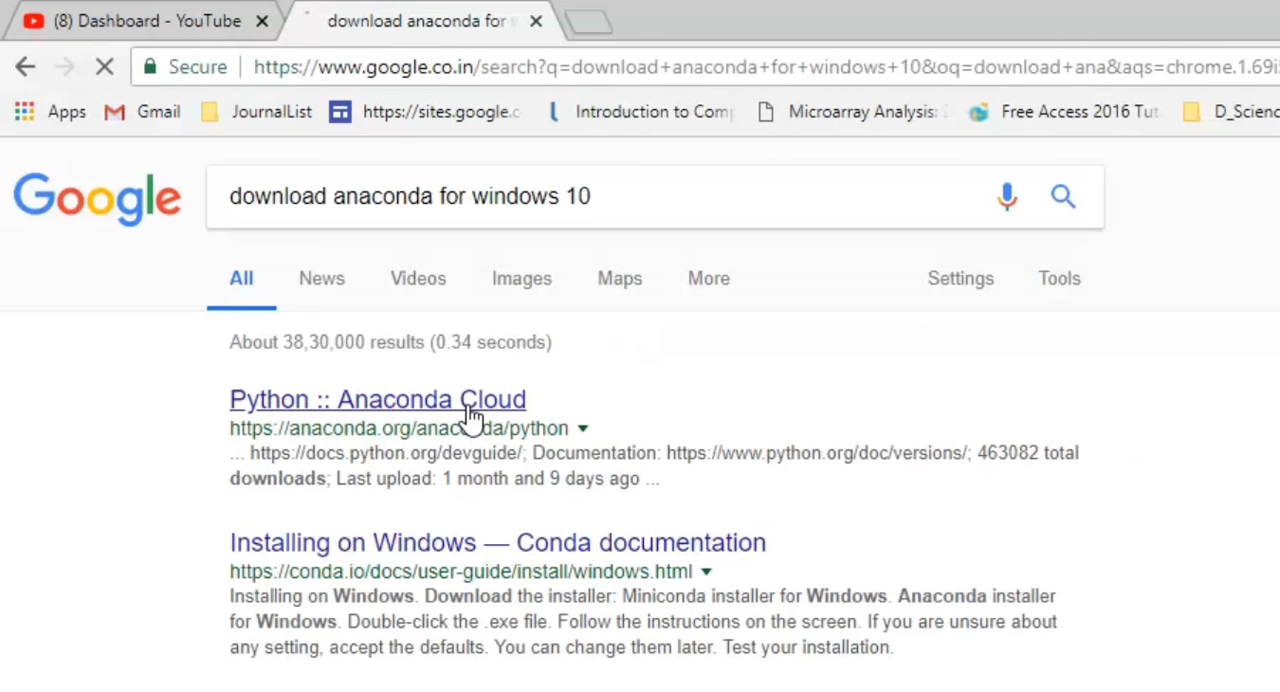 (8) Dashboard - YouTube
download anaconda for
Secure
https://www.google.co.in/search?q=download+anaconda+for+windows+10&oq=download+ana&aqs=chrome.1.69i
Apps
Gmail
JournalList
https://sites.google.c
Introduction to Comp
Microarray Analysis:
Free Access 2016 Tut
D_Scienc
Google
download anaconda for windows 10
All
News
Videos
Images
Maps
More
Settings
Tools
About 38,30,000 results (0.34 seconds)
Python :: Anaconda Cloud
https://anaconda.org/anaconda/python
... https://docs.python.org/devguide/; Documentation: https://www.python.org/doc/versions/; 463082 total
downloads; Last upload: 1 month and 9 days ago ...
Installing on Windows — Conda documentation
https://conda.io/docs/user-guide/install/windows.html
Installing on Windows. Download the installer: Miniconda installer for Windows. Anaconda installer
for Windows. Double-click the .exe file. Follow the instructions on the screen. If you are unsure about
any setting, accept the defaults. You can change them later. Test your installation.